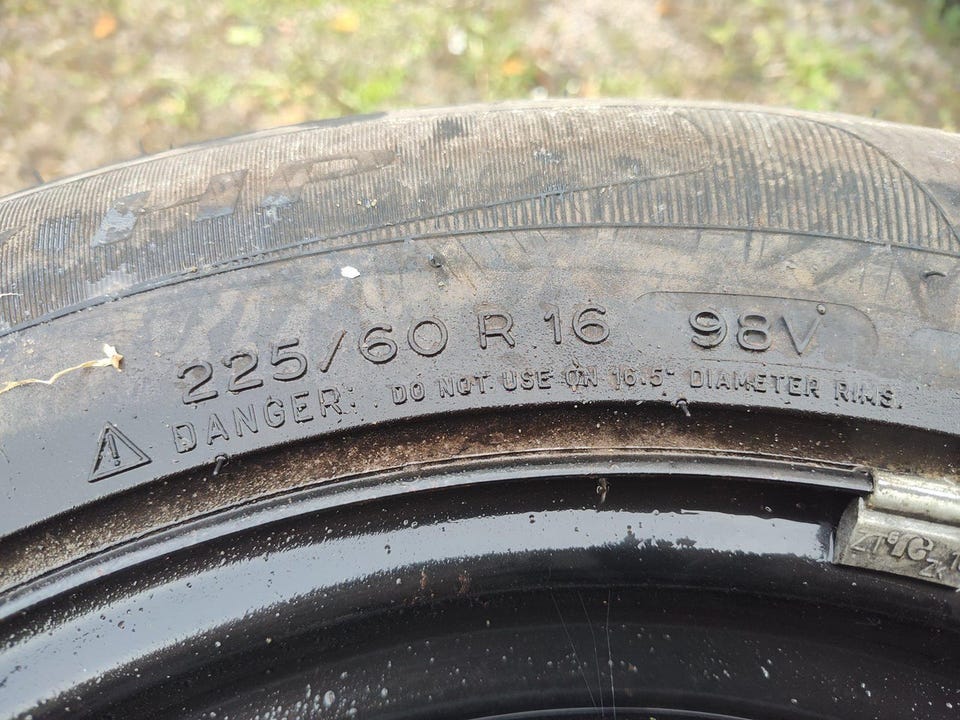 225/60 R 16 98V
DANGER: DO NOT USE ON 16.5" DIAMETER RIMS.